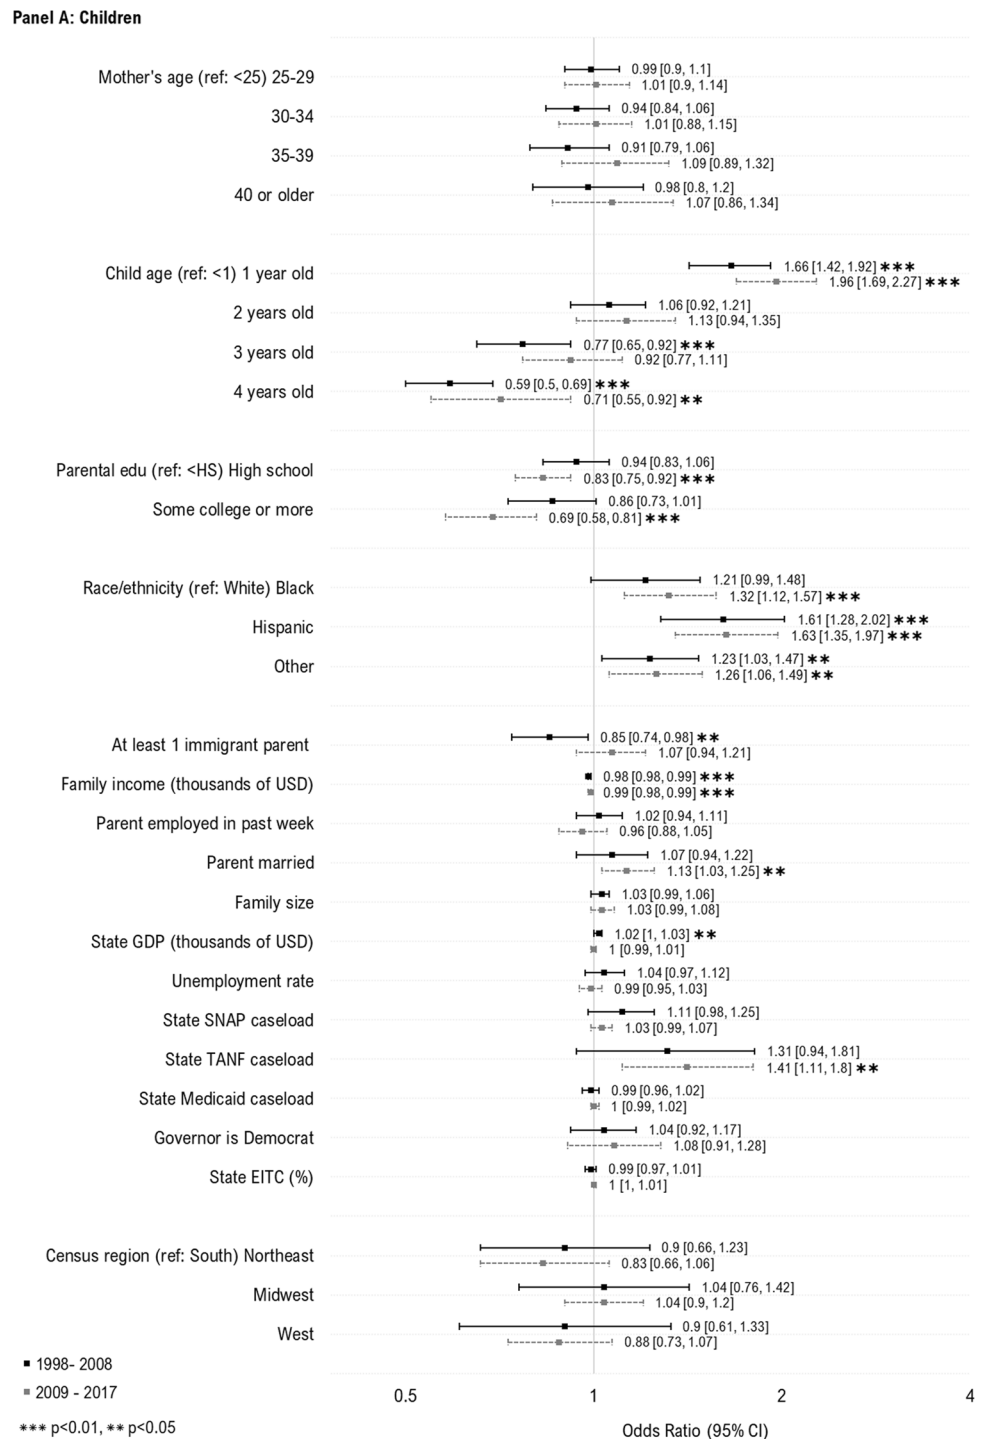 Panel A: Children
Mother's age (ref: <25) 25-29
0.99 [0.9, 1.1]
1.01 [0.9, 1.14]
30-34
0.94 [0.84, 1.06]
1.01 [0.88, 1.15]
35-39
0.91 [0.79, 1.06]
1.09 [0.89, 1.32]
40 or older
0.98 [0.8, 1.2]
1.07 [0.86, 1.34]
Child age (ref: <1) 1 year old
1.66 [1.42, 1.92] ***
1.96 [1.69, 2.27] ***
2 years old
1.06 [0.92, 1.21]
1.13 [0.94, 1.35]
3 years old
0.77 [0.65, 0.92] ***
0.92 [0.77, 1.11]
4 years old
0.59 [0.5, 0.69] ***
0.71 [0.55, 0.92] **
Parental edu (ref: <HS) High school
0.94 [0.83, 1.06]
0.83 [0.75, 0.92] ***
Some college or more
0.86 [0.73, 1.01]
0.69 [0.58, 0.81] ***
Race/ethnicity (ref: White) Black
1.21 [0.99, 1.48]
1.32 [1.12, 1.57] ***
Hispanic
1.61 [1.28, 2.02] ***
1.63 [1.35, 1.97] ***
Other
1.23 [1.03, 1.47] **
1.26 [1.06, 1.49] **
At least 1 immigrant parent
0.85 [0.74, 0.98] **
1.07 [0.94, 1.21]
Family income (thousands of USD)
0.98 [0.98, 0.99] ***
0.99 [0.98, 0.99] ***
Parent employed in past week
1.02 [0.94, 1.11]
0.96 [0.88, 1.05]
Parent married
1.07 [0.94, 1.22]
1.13 [1.03, 1.25] **
Family size
1.03 [0.99, 1.06]
1.03 [0.99, 1.08]
State GDP (thousands of USD)
1.02 [1, 1.03] **
1 [0.99, 1.01]
Unemployment rate
1.04 [0.97, 1.12]
0.99 [0.95, 1.03]
State SNAP caseload
1.11 [0.98, 1.25]
1.03 [0.99, 1.07]
State TANF caseload
1.31 [0.94, 1.81]
1.41 [1.11, 1.8] **
State Medicaid caseload
0.99 [0.96, 1.02]
1 [0.99, 1.02]
Governor is Democrat
1.04 [0.92, 1.17]
1.08 [0.91, 1.28]
State EITC (%)
0.99 [0.97, 1.01]
1 [1, 1.01]
Census region (ref: South) Northeast
0.9 [0.66, 1.23]
0.83 [0.66, 1.06]
Midwest
1.04 [0.76, 1.42]
1.04 [0.9, 1.2]
West
0.9 [0.61, 1.33]
0.88 [0.73, 1.07]
1998- 2008
2009 - 2017
*** p<0.01, ** p<0.05
0.5 1 2 4
Odds Ratio (95% CI)